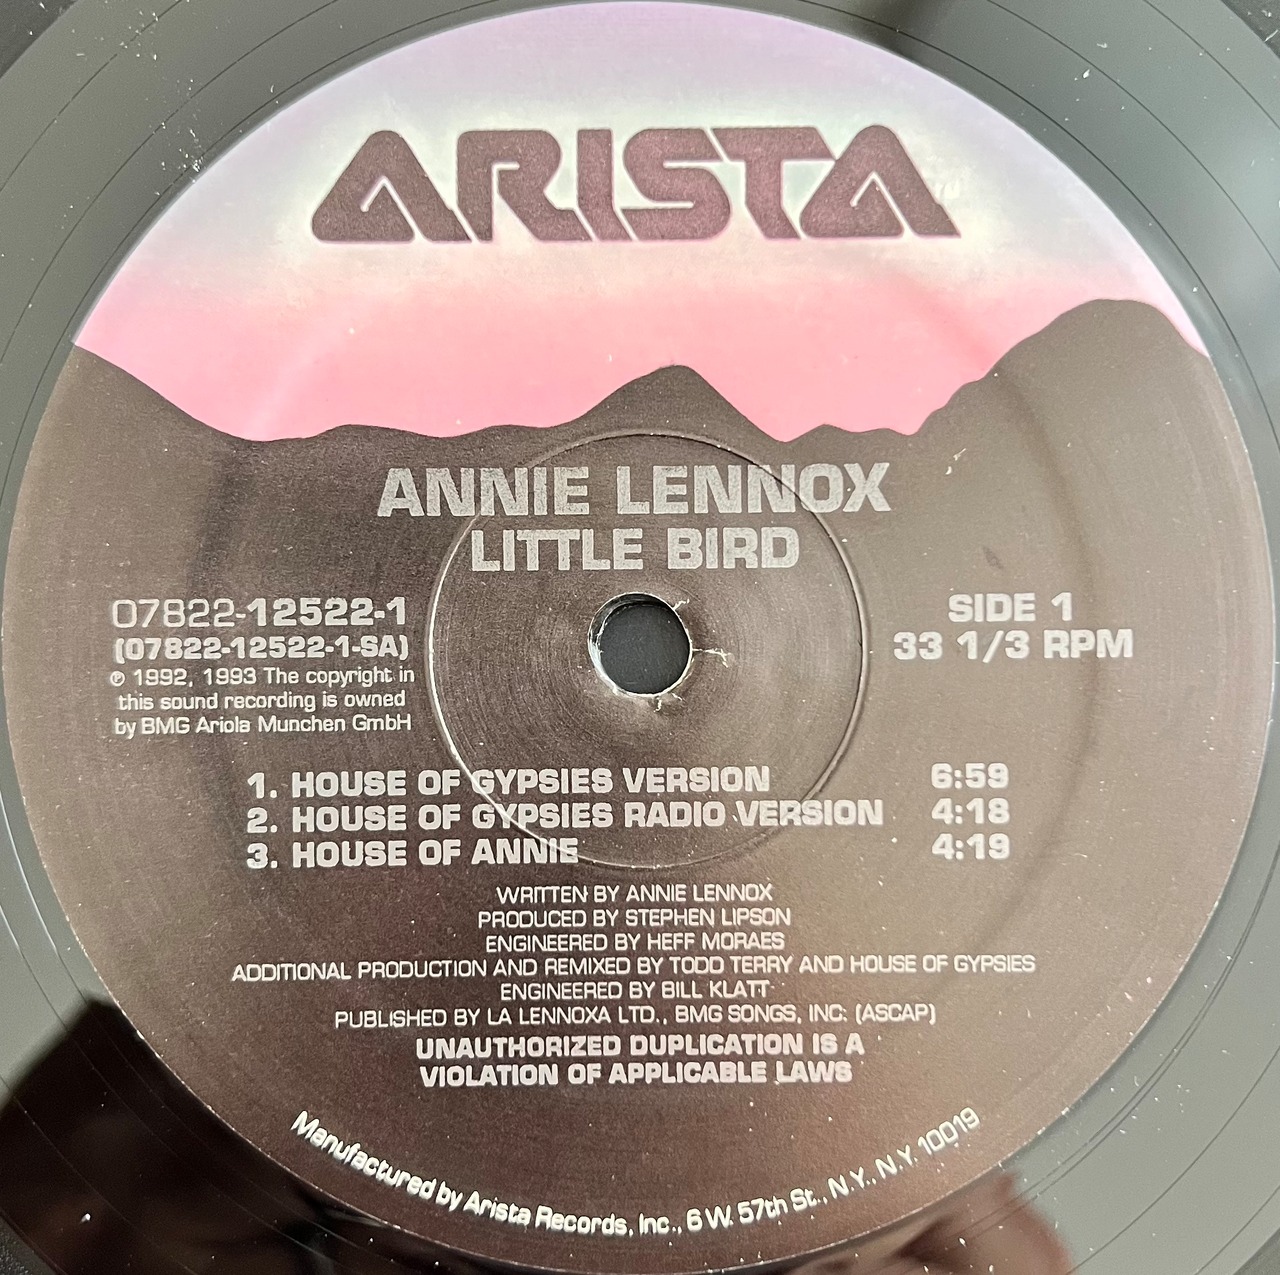 ARISTA
ANNIE LENNOX
LITTLE BIRD
07822-12522-1
(07822-12522-1-SA)
℗ 1992, 1993 The copyright in
this sound recording is owned
by BMG Ariola Munchen GmbH
SIDE 1
33 1/3 RPM
1. HOUSE OF GYPSIES VERSION 6:59
2. HOUSE OF GYPSIES RADIO VERSION 4:18
3. HOUSE OF ANNIE 4:19
WRITTEN BY ANNIE LENNOX
PRODUCED BY STEPHEN LIPSON
ENGINEERED BY HEFF MORAES
ADDITIONAL PRODUCTION AND REMIXED BY TODD TERRY AND HOUSE OF GYPSIES
ENGINEERED BY BILL KLATT
PUBLISHED BY LA LENNOXA LTD., BMG SONGS, INC. (ASCAP)
UNAUTHORIZED DUPLICATION IS A
VIOLATION OF APPLICABLE LAWS
Manufactured by Arista Records, Inc., 6 W. 57th St., N.Y., N.Y. 10019